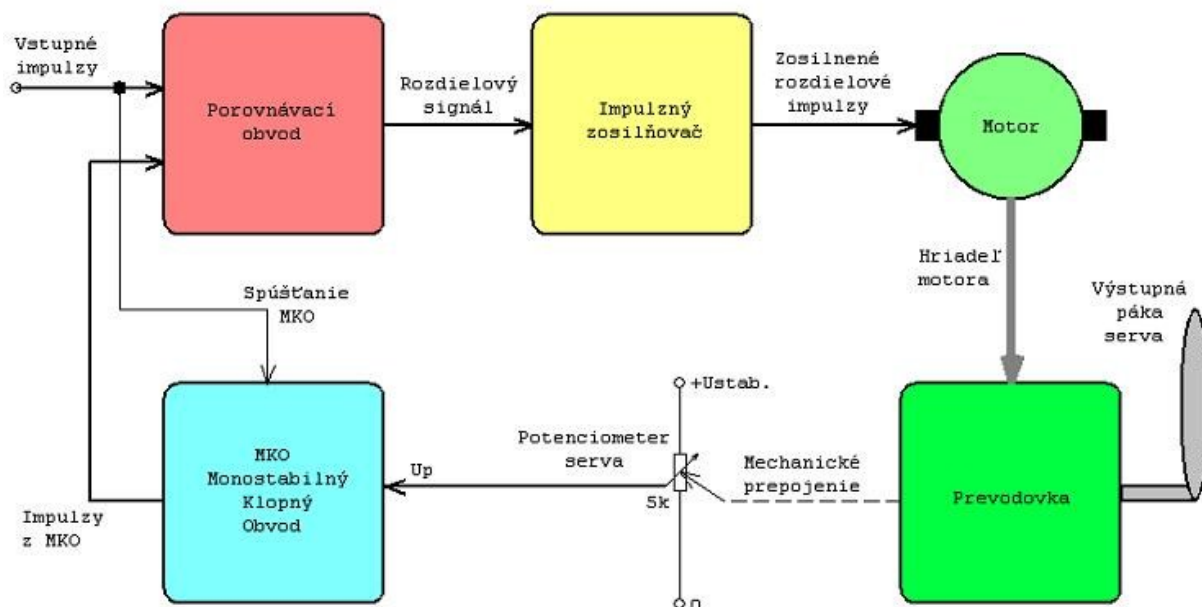 Vstupné
impulzy
Porovnávací
obvod
Rozdielový
signál
Impulzný
zosilňovač
Zosilnené
rozdielové
impulzy
Motor
Hriadeľ
motora
Výstupná
páka
serva
Spúšťanie
MKO
MKO
Monostabilný
Klopný
Obvod
Impulzy
z MKO
Up
Potenciometer
serva
+Ustab.
Sk
0
Mechanické
prepojenie
Prevodovka